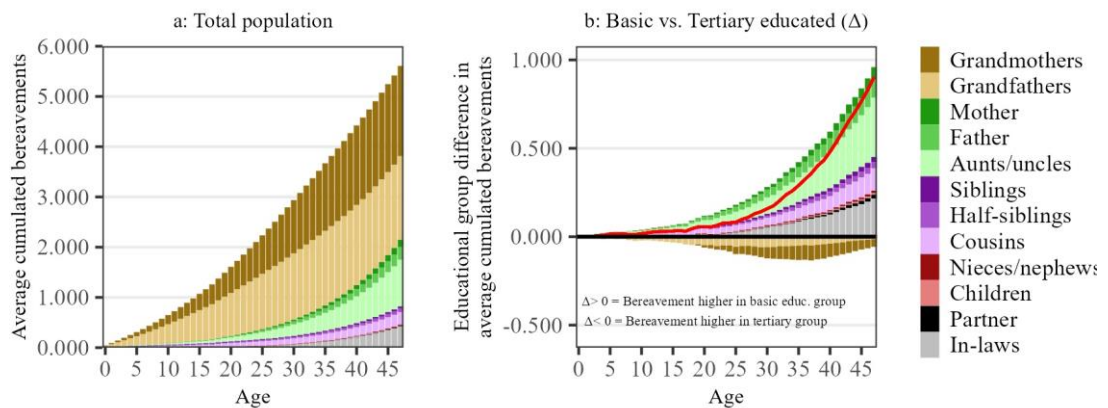 a: Total population
Average cumulated bereavements
6.000
5.000
4.000
3.000
2.000
1.000
0.000
0 5 10 15 20 25 30 35 40 45
Age
b: Basic vs. Tertiary educated (Δ)
Educational group difference in
average cumulated bereavements
1.000
0.500
0.000
-0.500
Δ> 0 = Bereavement higher in basic educ. group
Δ<0 = Bereavement higher in tertiary group
0 5 10 15 20 25 30 35 40 45
Age
Grandmothers
Grandfathers
Mother
Father
Aunts/uncles
Siblings
Half-siblings
Cousins
Nieces/nephews
Children
Partner
In-laws